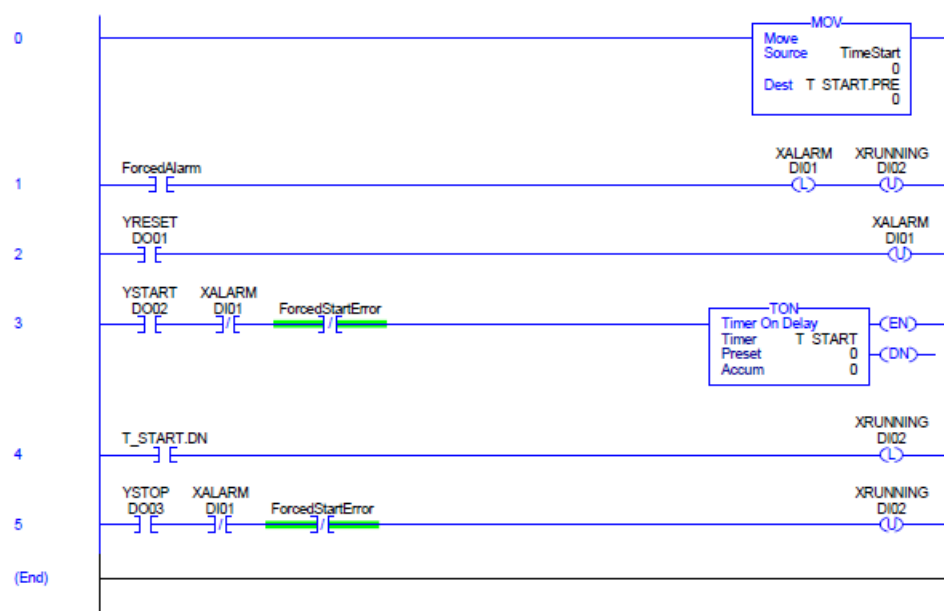 0
MOV
Move
Source TimeStart
0
Dest T_START.PRE
0
1
ForcedAlarm
XALARM XRUNNING
DI01 DI02
L U
2
YRESET
DO01
XALARM
DI01
U
3
YSTART XALARM
DO02 DI01 ForcedStartError
TON
Timer On Delay
Timer T_START
Preset 0
Accum 0
EN
DN
4
T_START.DN
XRUNNING
DI02
L
5
YSTOP XALARM
DO03 DI01 ForcedStartError
XRUNNING
DI02
U
(End)